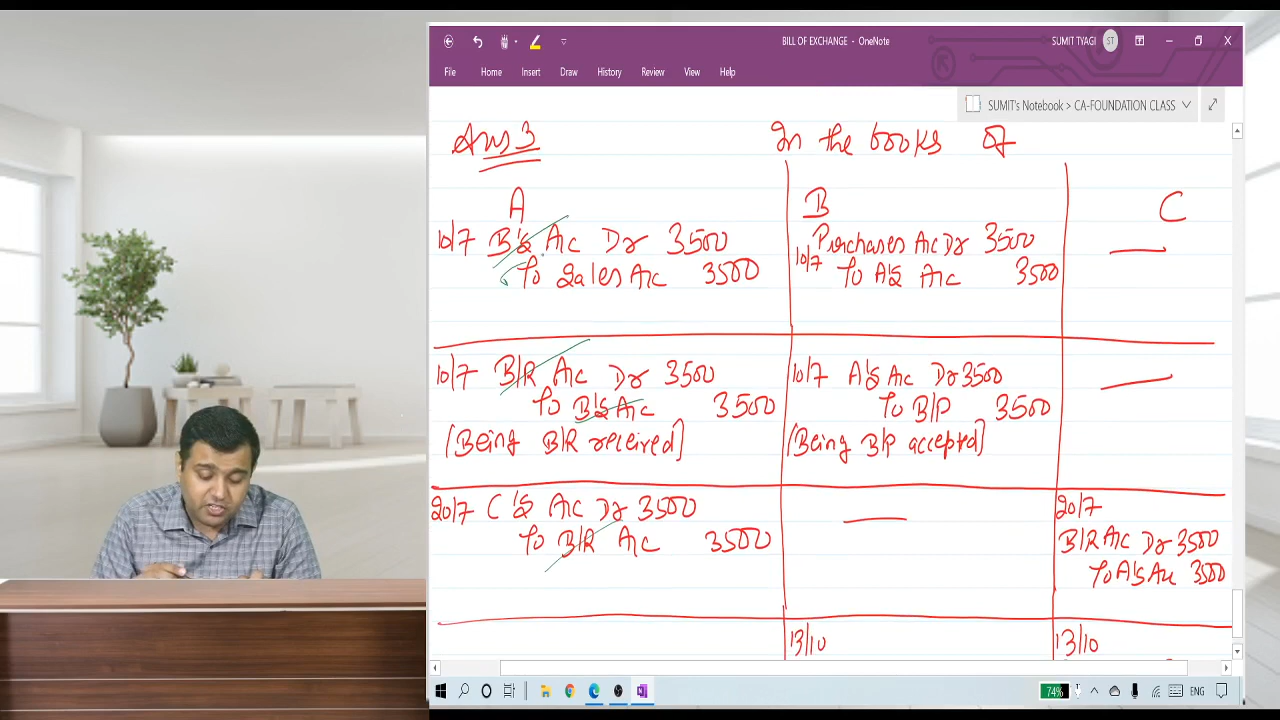 BILL OF EXCHANGE - OneNote
SUMIT TYAGI ST
File Home Insert Draw History Review View Help
SUMIT's Notebook > CA-FOUNDATION CLASS
Ans 3
In the books of
A
10/7 B's A/c Dr 3500
To Sales A/c 3500
B
Purchases A/c Dr 3500
10/7 To A's A/c 3500
C
10/7 B/R A/c Dr 3500
To B's A/c 3500
(Being B/R received)
10/7 A's A/c Dr 3500
To B/P 3500
(Being B/P accepted)
20/7 C's A/c Dr 3500
To B/R A/c 3500
20/7
B/R A/c Dr 3500
To A's A/c 3500
13/10
13/10
74%
ENG